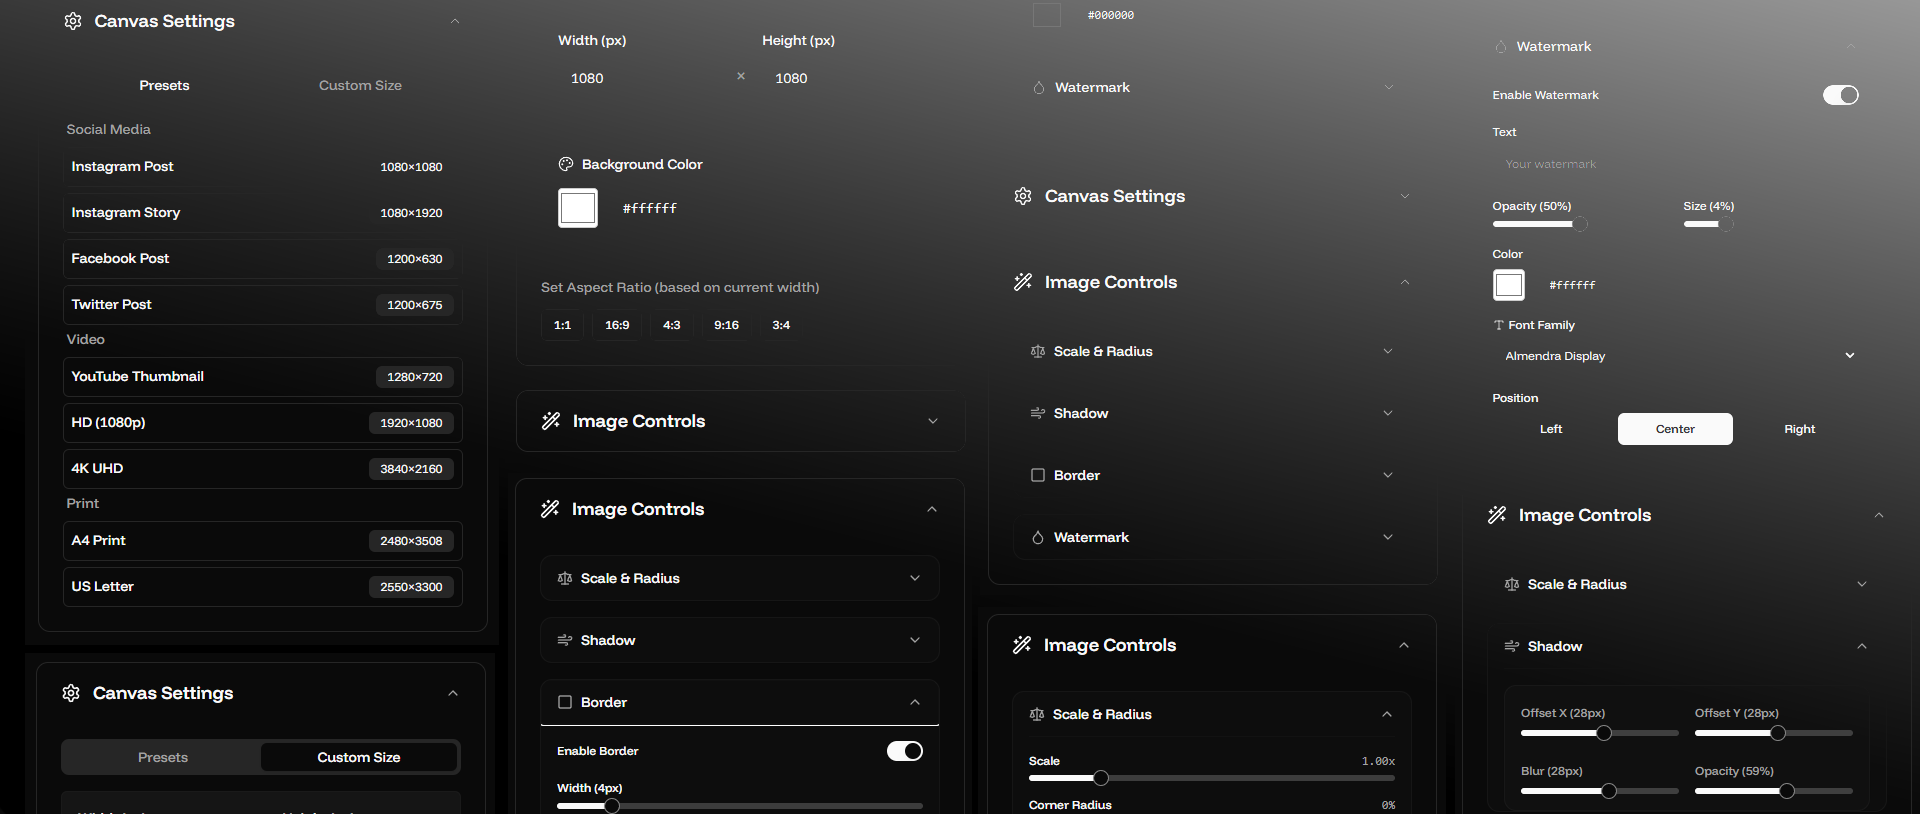 Canvas Settings
Presets
Custom Size
Social Media
Instagram Post
1080×1080
Instagram Story
1080×1920
Facebook Post
1200×630
Twitter Post
1200×675
Video
YouTube Thumbnail
1280×720
HD (1080p)
1920×1080
4K UHD
3840×2160
Print
A4 Print
2480×3508
US Letter
2550×3300
Canvas Settings
Presets
Custom Size
Width (px)
Height (px)
1080
×
1080
Background Color
#ffffff
Set Aspect Ratio (based on current width)
1:1
16:9
4:3
9:16
3:4
Image Controls
Image Controls
Scale & Radius
Shadow
Border
Enable Border
Width (4px)
#000000
Watermark
Canvas Settings
Image Controls
Scale & Radius
Shadow
Border
Watermark
Image Controls
Scale & Radius
Scale
1.00x
Corner Radius
0%
Watermark
Enable Watermark
Text
Your watermark
Opacity (50%)
Size (4%)
Color
#ffffff
Font Family
Almendra Display
Position
Left
Center
Right
Image Controls
Scale & Radius
Shadow
Offset X (28px)
Offset Y (28px)
Blur (28px)
Opacity (59%)